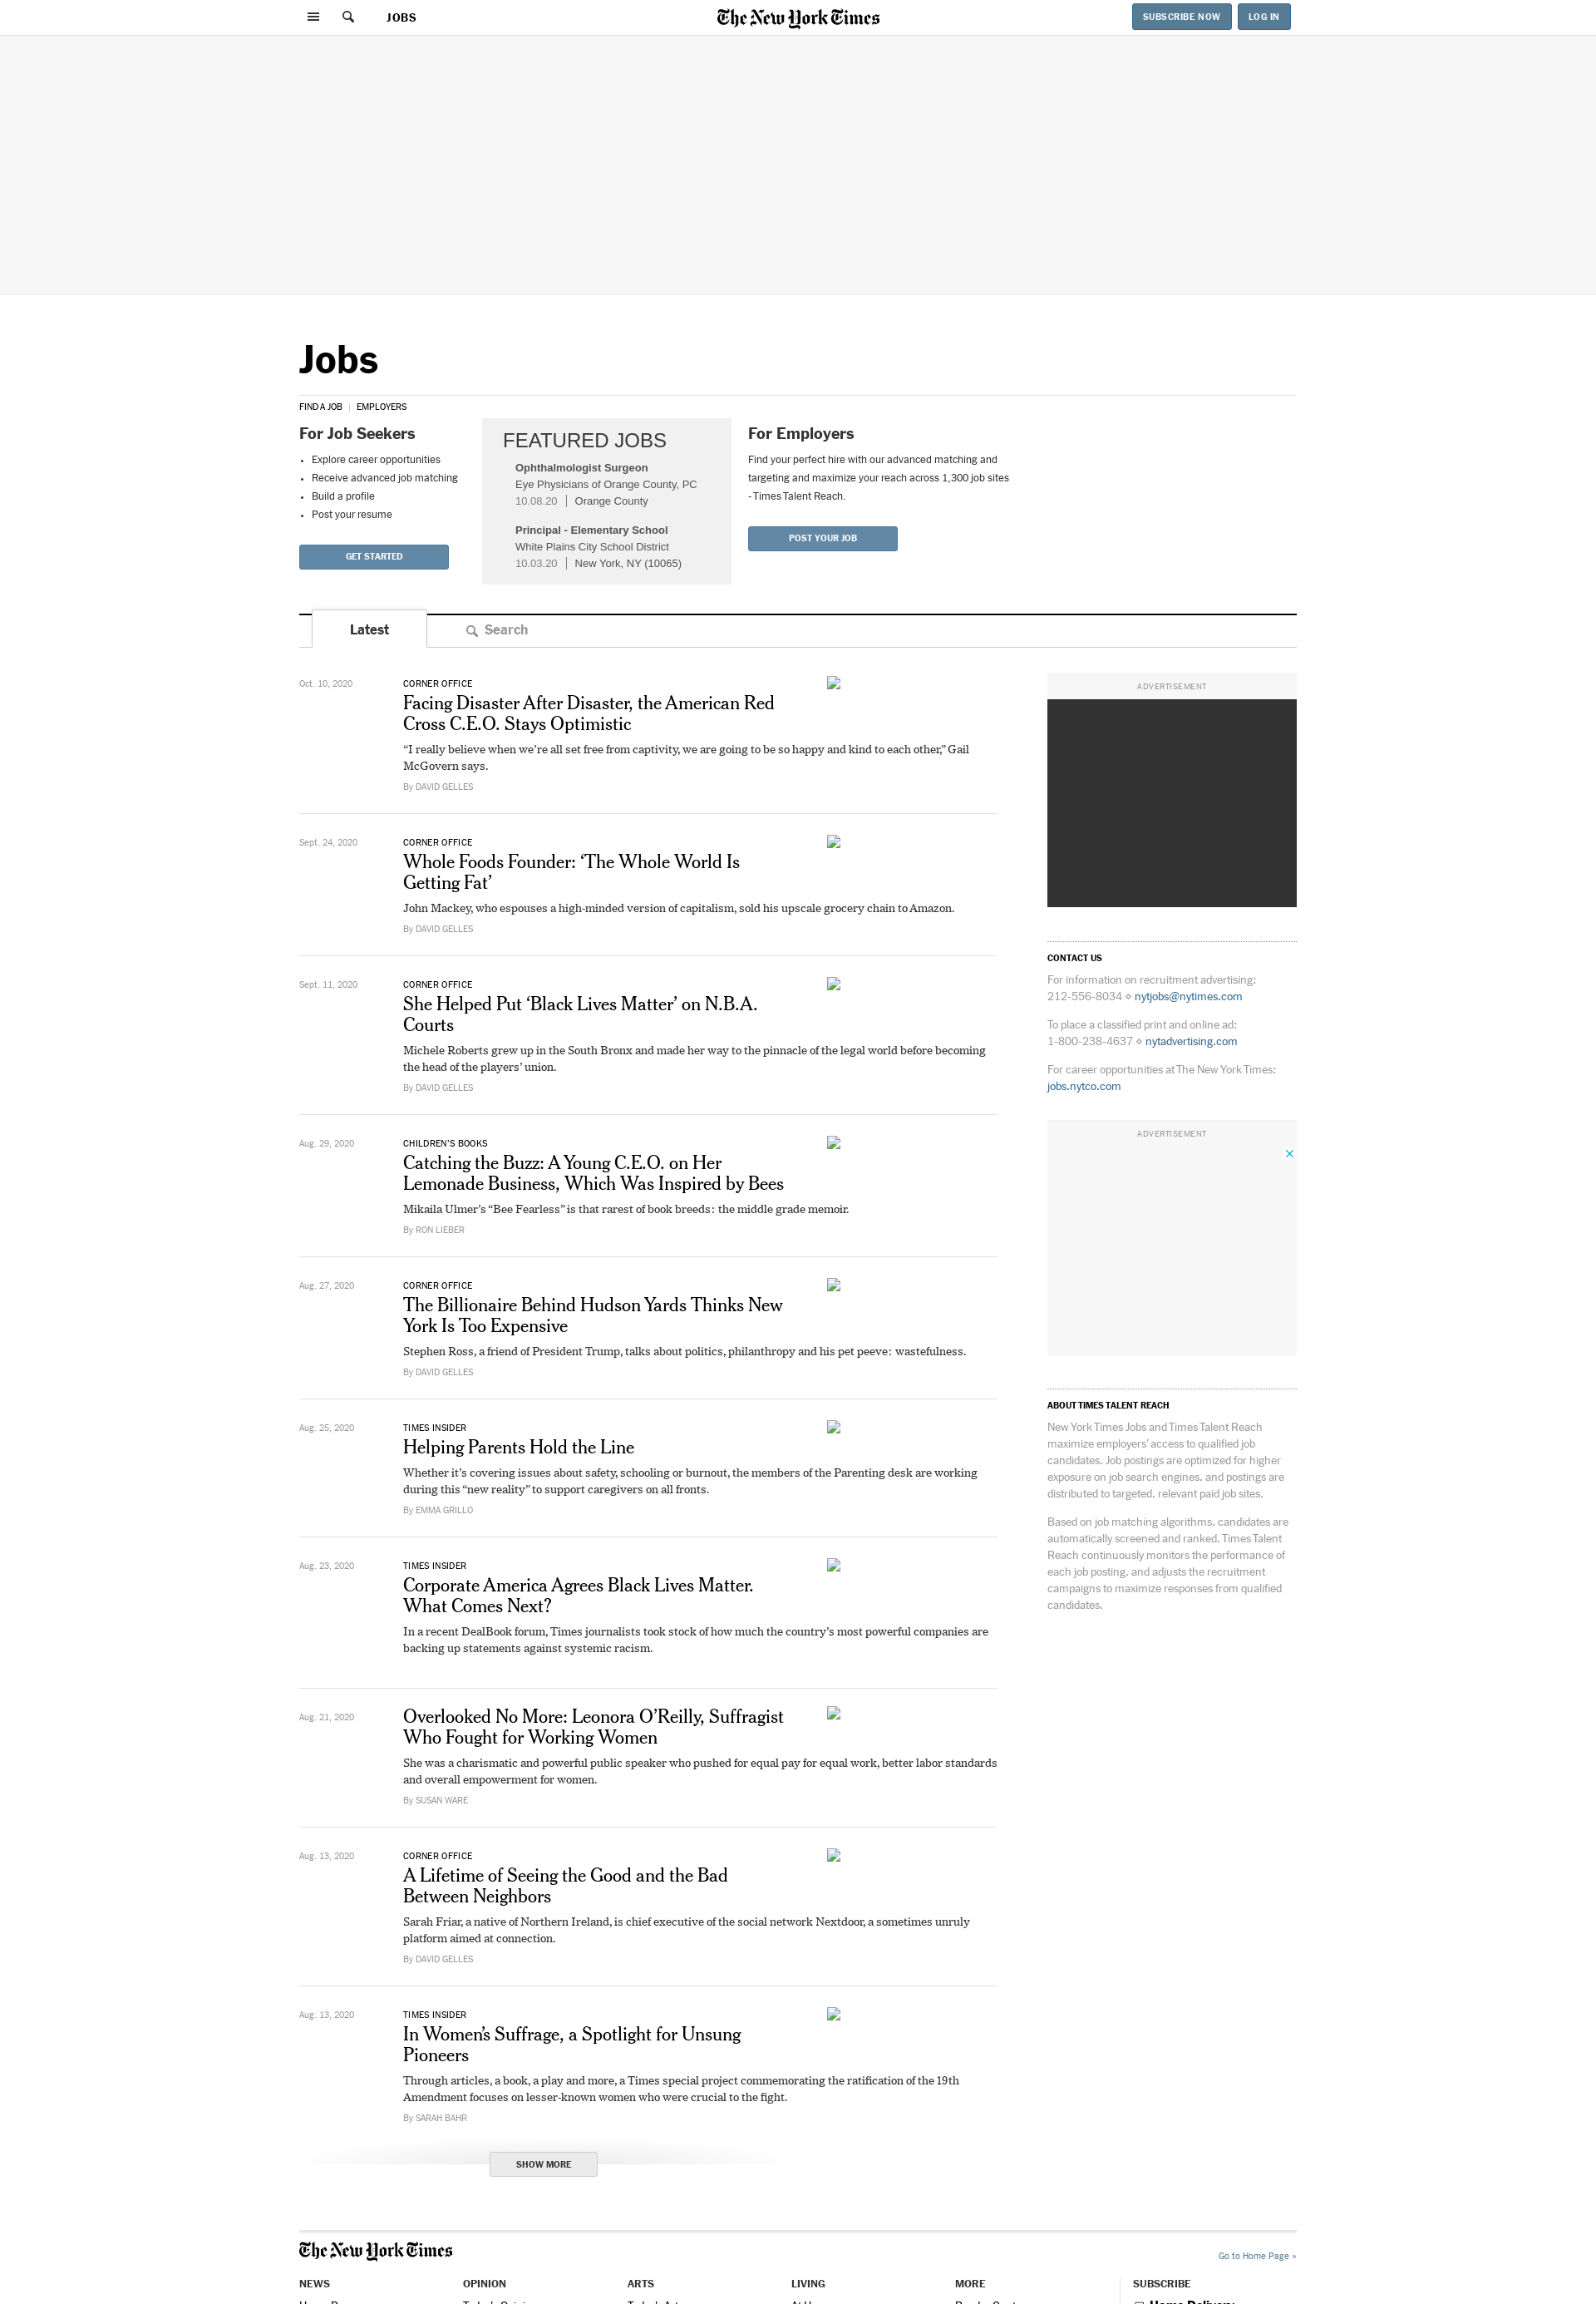 JOBS
The New York Times
SUBSCRIBE NOW
LOG IN
Jobs
FIND A JOB | EMPLOYERS
For Job Seekers
• Explore career opportunities
• Receive advanced job matching
• Build a profile
• Post your resume
GET STARTED
FEATURED JOBS
Ophthalmologist Surgeon
Eye Physicians of Orange County, PC
10.08.20 | Orange County
Principal - Elementary School
White Plains City School District
10.03.20 | New York, NY (10065)
For Employers
Find your perfect hire with our advanced matching and
targeting and maximize your reach across 1,300 job sites
- Times Talent Reach.
POST YOUR JOB
Latest
Search
Oct. 10, 2020
CORNER OFFICE
Facing Disaster After Disaster, the American Red
Cross C.E.O. Stays Optimistic
“I really believe when we’re all set free from captivity, we are going to be so happy and kind to each other,” Gail
McGovern says.
By DAVID GELLES
Sept. 24, 2020
CORNER OFFICE
Whole Foods Founder: ‘The Whole World Is
Getting Fat’
John Mackey, who espouses a high-minded version of capitalism, sold his upscale grocery chain to Amazon.
By DAVID GELLES
Sept. 11, 2020
CORNER OFFICE
She Helped Put ‘Black Lives Matter’ on N.B.A.
Courts
Michele Roberts grew up in the South Bronx and made her way to the pinnacle of the legal world before becoming
the head of the players’ union.
By DAVID GELLES
Aug. 29, 2020
CHILDREN’S BOOKS
Catching the Buzz: A Young C.E.O. on Her
Lemonade Business, Which Was Inspired by Bees
Mikaila Ulmer’s “Bee Fearless” is that rarest of book breeds: the middle grade memoir.
By RON LIEBER
Aug. 27, 2020
CORNER OFFICE
The Billionaire Behind Hudson Yards Thinks New
York Is Too Expensive
Stephen Ross, a friend of President Trump, talks about politics, philanthropy and his pet peeve: wastefulness.
By DAVID GELLES
Aug. 25, 2020
TIMES INSIDER
Helping Parents Hold the Line
Whether it’s covering issues about safety, schooling or burnout, the members of the Parenting desk are working
during this “new reality” to support caregivers on all fronts.
By EMMA GRILLO
Aug. 23, 2020
TIMES INSIDER
Corporate America Agrees Black Lives Matter.
What Comes Next?
In a recent DealBook forum, Times journalists took stock of how much the country’s most powerful companies are
backing up statements against systemic racism.
Aug. 21, 2020
Overlooked No More: Leonora O’Reilly, Suffragist
Who Fought for Working Women
She was a charismatic and powerful public speaker who pushed for equal pay for equal work, better labor standards
and overall empowerment for women.
By SUSAN WARE
Aug. 13, 2020
CORNER OFFICE
A Lifetime of Seeing the Good and the Bad
Between Neighbors
Sarah Friar, a native of Northern Ireland, is chief executive of the social network Nextdoor, a sometimes unruly
platform aimed at connection.
By DAVID GELLES
Aug. 13, 2020
TIMES INSIDER
In Women’s Suffrage, a Spotlight for Unsung
Pioneers
Through articles, a book, a play and more, a Times special project commemorating the ratification of the 19th
Amendment focuses on lesser-known women who were crucial to the fight.
By SARAH BAHR
SHOW MORE
ADVERTISEMENT
CONTACT US
For information on recruitment advertising:
212-556-8034 ⋄ nytjobs@nytimes.com
To place a classified print and online ad:
1-800-238-4637 ⋄ nytadvertising.com
For career opportunities at The New York Times:
jobs.nytco.com
ADVERTISEMENT
ABOUT TIMES TALENT REACH
New York Times Jobs and Times Talent Reach
maximize employers’ access to qualified job
candidates. Job postings are optimized for higher
exposure on job search engines, and postings are
distributed to targeted, relevant paid job sites.
Based on job matching algorithms, candidates are
automatically screened and ranked. Times Talent
Reach continuously monitors the performance of
each job posting, and adjusts the recruitment
campaigns to maximize responses from qualified
candidates.
The New York Times
Go to Home Page »
NEWS
OPINION
ARTS
LIVING
MORE
SUBSCRIBE